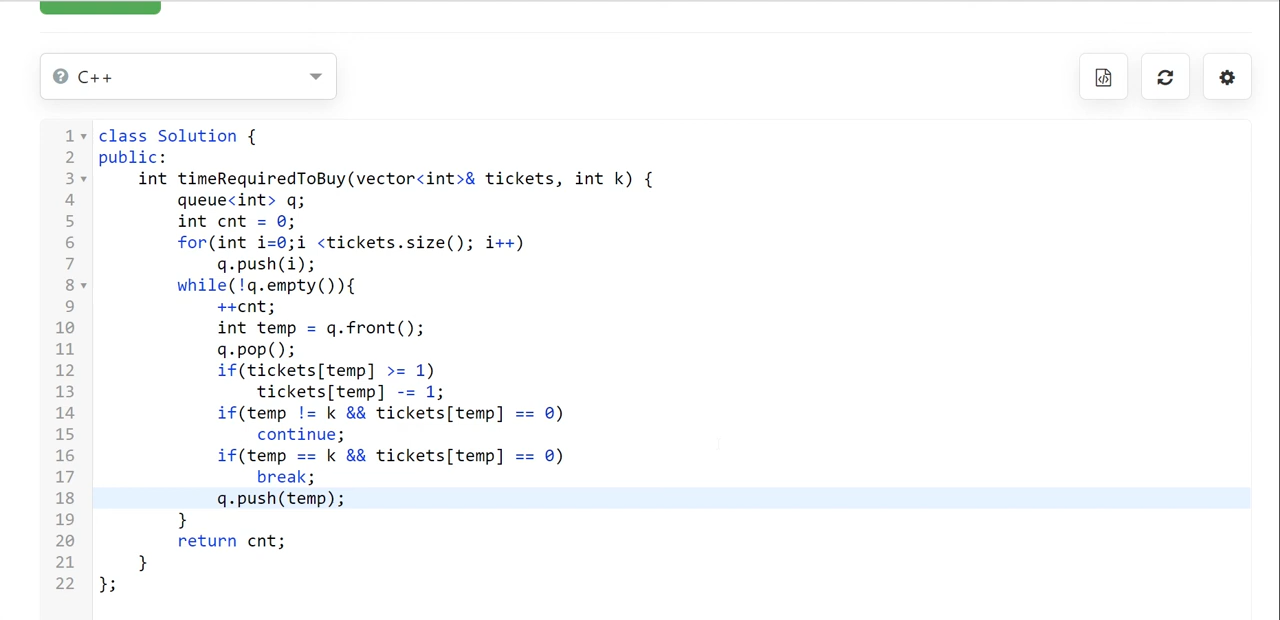 C++
1 class Solution {
2 public:
3     int timeRequiredToBuy(vector<int>& tickets, int k) {
4         queue<int> q;
5         int cnt = 0;
6         for(int i=0;i <tickets.size(); i++)
7             q.push(i);
8         while(!q.empty()){
9             ++cnt;
10             int temp = q.front();
11             q.pop();
12             if(tickets[temp] >= 1)
13                 tickets[temp] -= 1;
14             if(temp != k && tickets[temp] == 0)
15                 continue;
16             if(temp == k && tickets[temp] == 0)
17                 break;
18             q.push(temp);
19         }
20         return cnt;
21     }
22 };